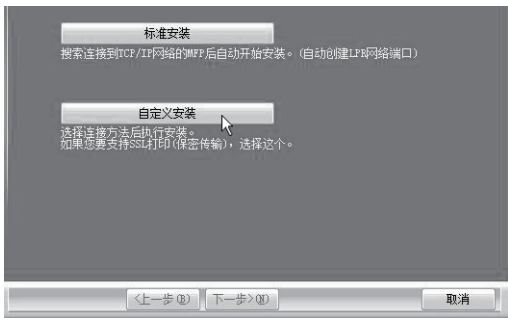 标准安装
搜索连接到TCP/IP网络的MFP后自动开始安装。(自动创建LPR网络端口)
自定义安装
选择连接方法后执行安装。
如果您要支持SSL打印(保密传输)，选择这个。
<上一步(B) 下一步>(N) 取消